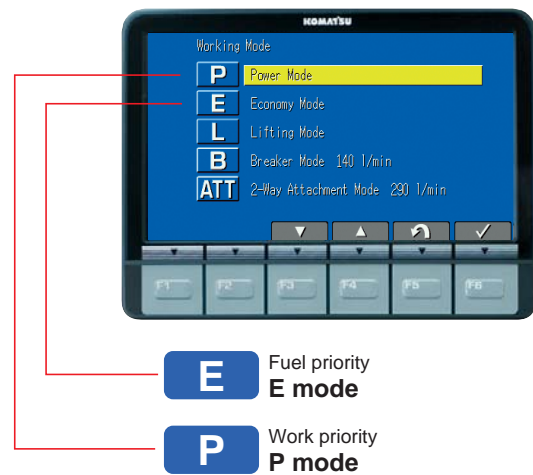 KOMATSU
Working Mode
P Power Mode
E Economy Mode
L Lifting Mode
B Breaker Mode 140 l/min
ATT 2-Way Attachment Mode 290 l/min
F1 F2 F3 F4 F5 F6
E Fuel priority
E mode
P Work priority
P mode